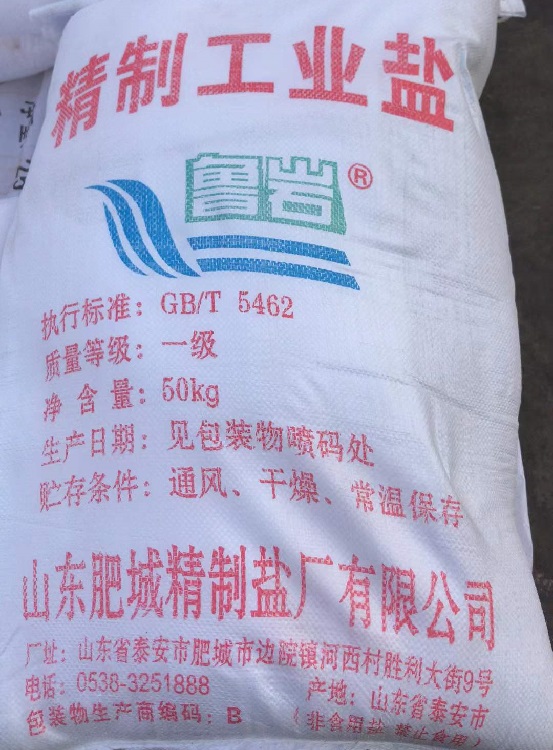 精制工业盐
鲁岩®
执行标准：GB/T 5462
质量等级：一级
净含量：50kg
生产日期：见包装物喷码处
贮存条件：通风、干燥、常温保存
山东肥城精制盐厂有限公司
厂址：山东省泰安市肥城市边院镇河西村胜利大街9号
电话：0538-3251888
产地：山东省泰安市
包装物生产商编码：B
（非食用盐 禁止食用）